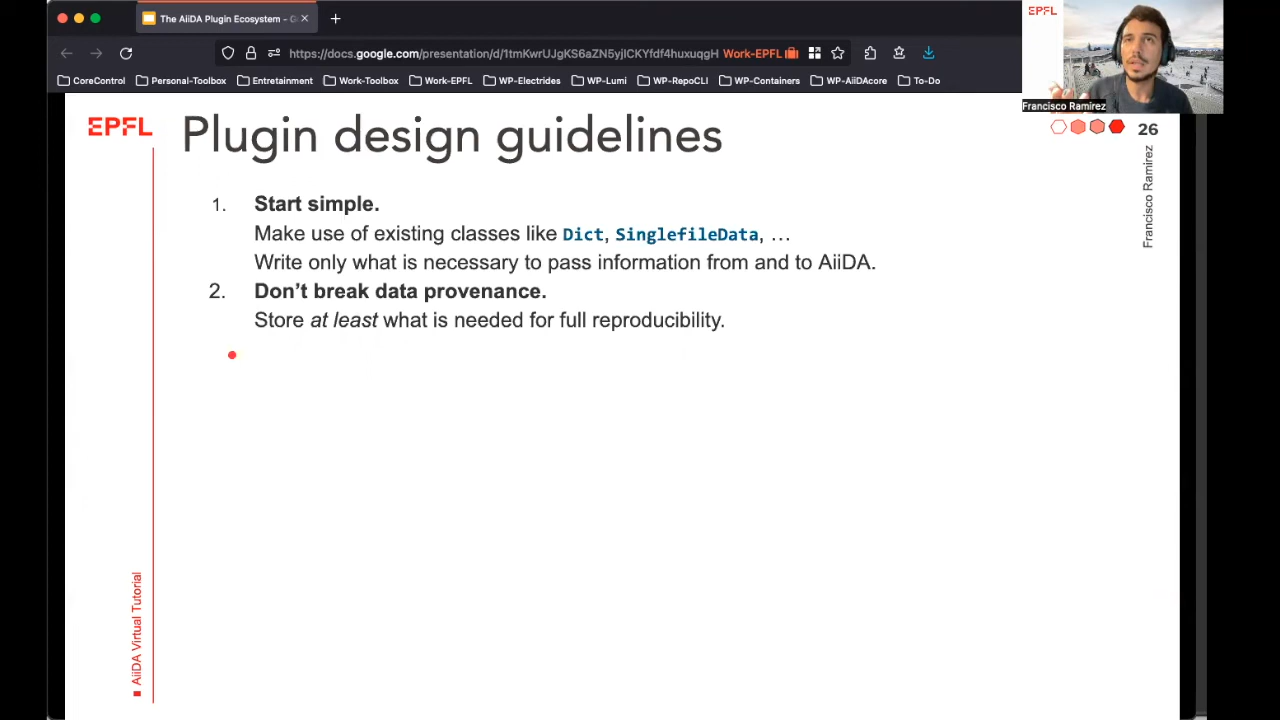 The AiiDA Plugin Ecosystem – G
https://docs.google.com/presentation/d/1tmKwrUJgKS6aZN5yjICKYfdf4huxuqgH
Work-EPFL
CoreControl
Personal-Toolbox
Entretainment
Work-Toolbox
Work-EPFL
WP-Electrides
WP-Lumi
WP-RepoCLI
WP-Containers
WP-AiiDAcore
To-Do
EPFL
Francisco Ramirez
EPFL
Plugin design guidelines
26
Francisco Ramirez
1. Start simple.
Make use of existing classes like Dict, SinglefileData, …
Write only what is necessary to pass information from and to AiiDA.
2. Don’t break data provenance.
Store at least what is needed for full reproducibility.
AiiDA Virtual Tutorial